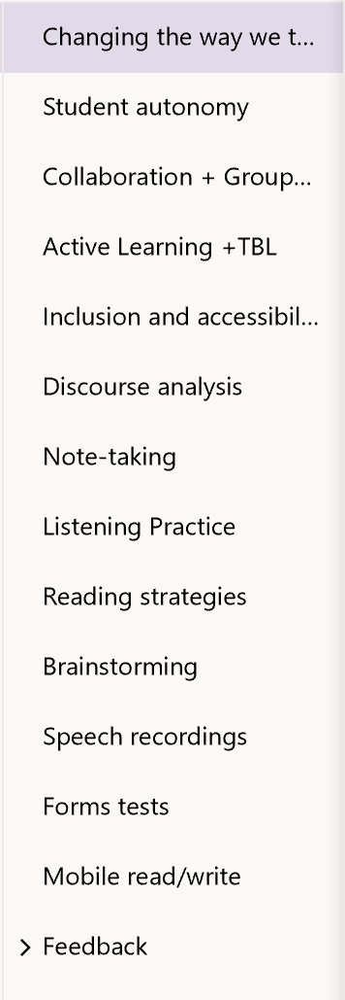 Changing the way we t...
Student autonomy
Collaboration + Group...
Active Learning +TBL
Inclusion and accessibil...
Discourse analysis
Note-taking
Listening Practice
Reading strategies
Brainstorming
Speech recordings
Forms tests
Mobile read/write
Feedback